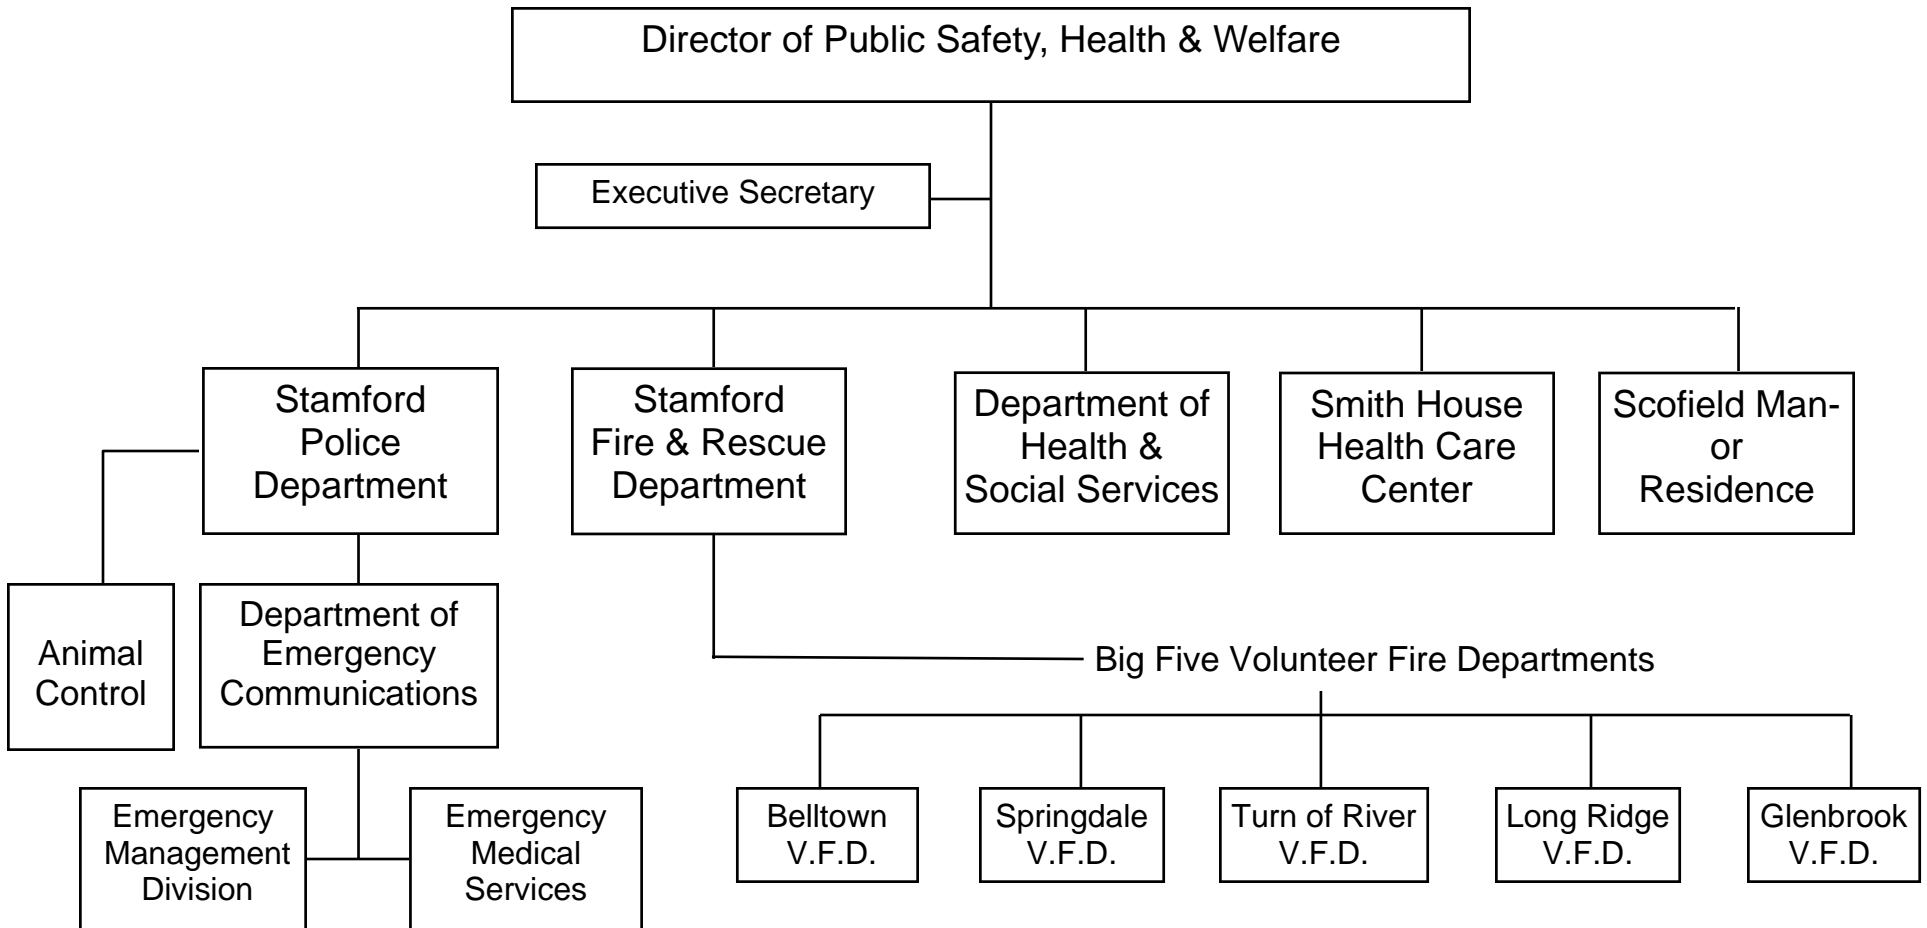 Director of Public Safety, Health & Welfare
Executive Secretary
Stamford
Police
Department
Stamford
Fire & Rescue
Department
Department of
Health &
Social Services
Smith House
Health Care
Center
Scofield Man-
or
Residence
Animal
Control
Department of
Emergency
Communications
Big Five Volunteer Fire Departments
Emergency
Management
Division
Emergency
Medical
Services
Belltown
V.F.D.
Springdale
V.F.D.
Turn of River
V.F.D.
Long Ridge
V.F.D.
Glenbrook
V.F.D.